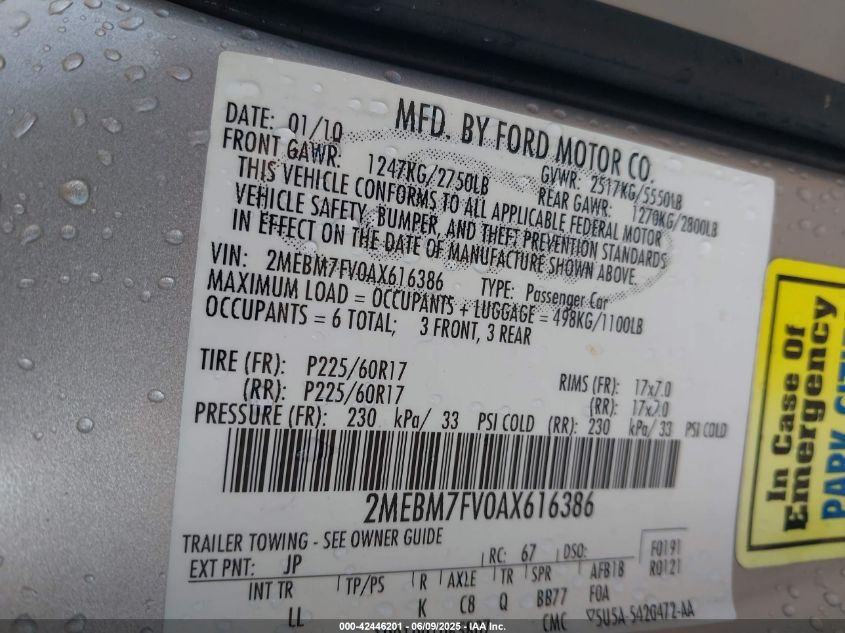 MFD. BY FORD MOTOR CO.
DATE: 01/10
GVWR: 2517KG/5550LB
FRONT GAWR: 1247KG/2750LB
REAR GAWR: 1270KG/2800LB
THIS VEHICLE CONFORMS TO ALL APPLICABLE FEDERAL MOTOR
VEHICLE SAFETY, BUMPER, AND THEFT PREVENTION STANDARDS
IN EFFECT ON THE DATE OF MANUFACTURE SHOWN ABOVE.
VIN: 2MEBM7FV0AX616386 TYPE: Passenger Car
MAXIMUM LOAD = OCCUPANTS + LUGGAGE = 498KG/1100LB
OCCUPANTS = 6 TOTAL; 3 FRONT, 3 REAR
TIRE (FR): P225/60R17 RIMS (FR): 17x7.0
(RR): P225/60R17 (RR): 17x7.0
PRESSURE (FR): 230 kPa/ 33 PSI COLD (RR): 230 kPa/ 33 PSI COLD
2MEBM7FV0AX616386
TRAILER TOWING - SEE OWNER GUIDE
EXT PNT: JP RC: 67 DSO: F0191
R0121
INT TR TP/PS R AXLE TR SPR AFB18
LL K C8 Q BB77 FOA
CMC 5U5A-5420472-AA
In Case Of
Emergency
000-42446201 - 06/09/2025 - IAAI.com